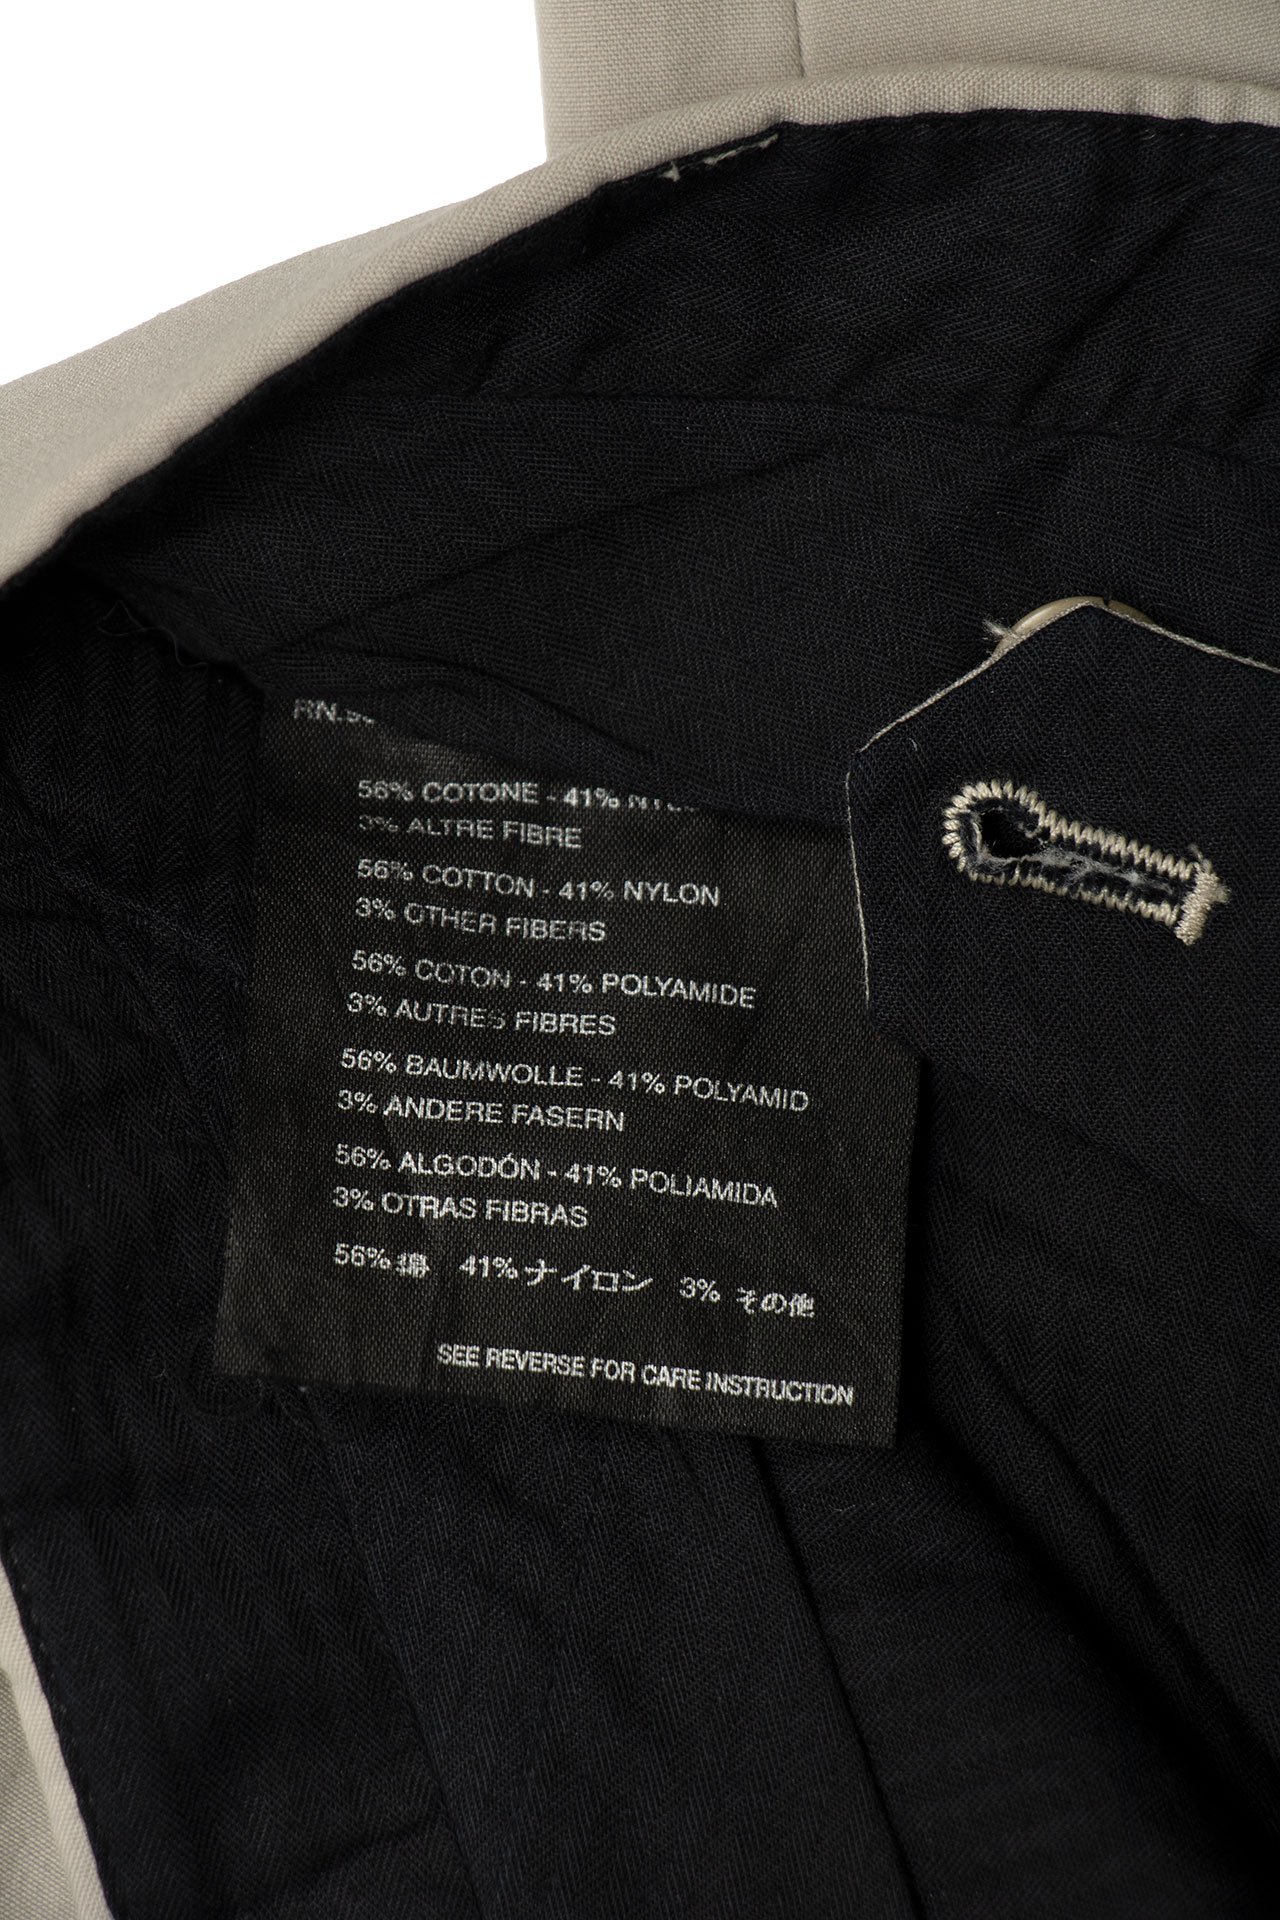 RN.
56% COTONE - 41% NYLON
3% ALTRE FIBRE
56% COTTON - 41% NYLON
3% OTHER FIBERS
56% COTON - 41% POLYAMIDE
3% AUTRES FIBRES
56% BAUMWOLLE - 41% POLYAMID
3% ANDERE FASERN
56% ALGODÓN - 41% POLIAMIDA
3% OTRAS FIBRAS
56% 綿 41% ナイロン 3% その他
SEE REVERSE FOR CARE INSTRUCTION